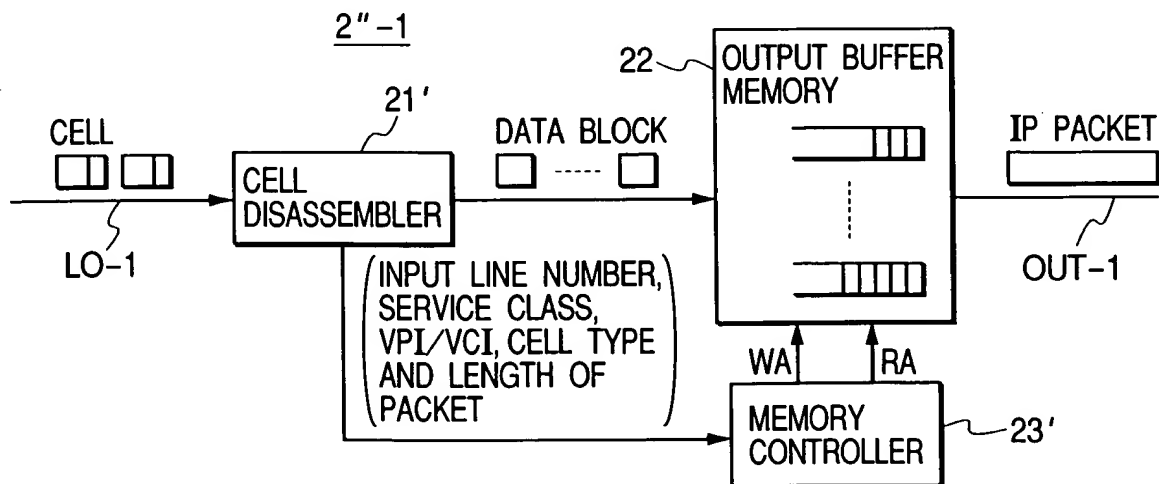 2"-1
CELL
LO-1
21'
CELL
DISASSEMBLER
DATA BLOCK
(INPUT LINE NUMBER,
SERVICE CLASS,
VPI/VCI, CELL TYPE
AND LENGTH OF
PACKET)
22
OUTPUT BUFFER
MEMORY
IP PACKET
OUT-1
WA
RA
MEMORY
CONTROLLER
23'